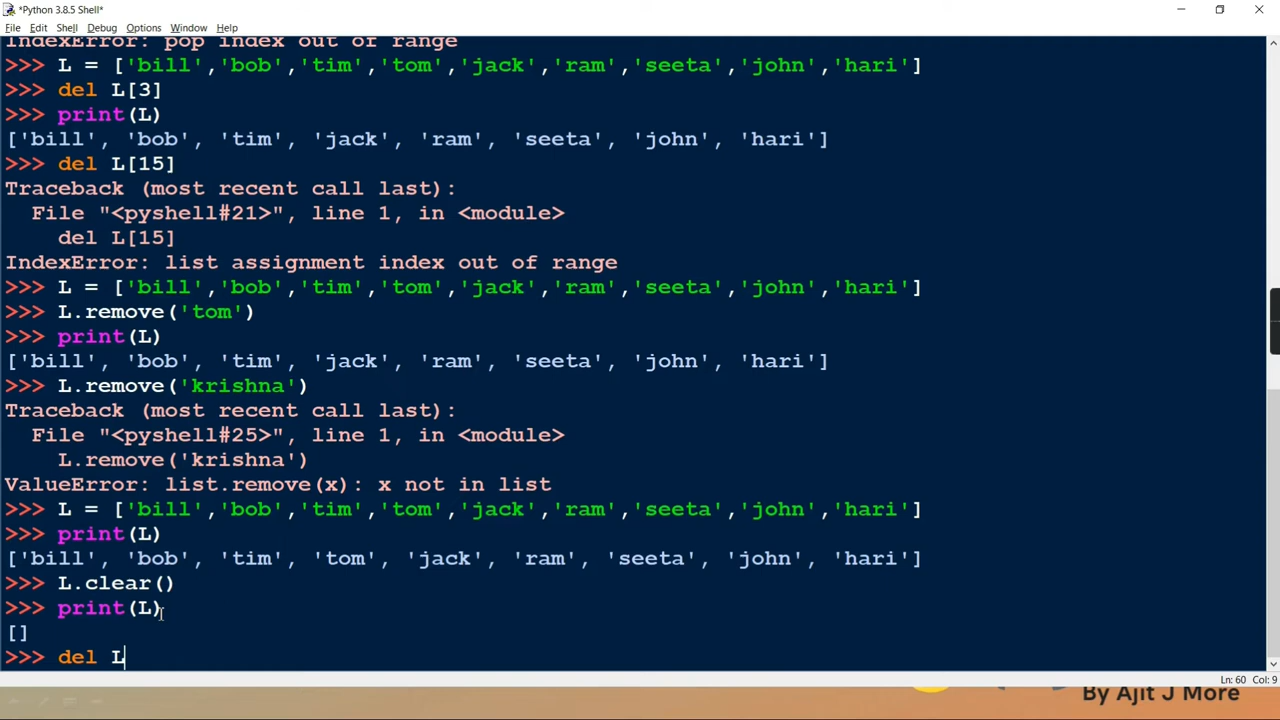 *Python 3.8.5 Shell*
File Edit Shell Debug Options Window Help
IndexError: pop index out of range
>>> L = ['bill','bob','tim','tom','jack','ram','seeta','john','hari']
>>> del L[3]
>>> print(L)
['bill', 'bob', 'tim', 'jack', 'ram', 'seeta', 'john', 'hari']
>>> del L[15]
Traceback (most recent call last):
  File "<pyshell#21>", line 1, in <module>
    del L[15]
IndexError: list assignment index out of range
>>> L = ['bill','bob','tim','tom','jack','ram','seeta','john','hari']
>>> L.remove('tom')
>>> print(L)
['bill', 'bob', 'tim', 'jack', 'ram', 'seeta', 'john', 'hari']
>>> L.remove('krishna')
Traceback (most recent call last):
  File "<pyshell#25>", line 1, in <module>
    L.remove('krishna')
ValueError: list.remove(x): x not in list
>>> L = ['bill','bob','tim','tom','jack','ram','seeta','john','hari']
>>> print(L)
['bill', 'bob', 'tim', 'tom', 'jack', 'ram', 'seeta', 'john', 'hari']
>>> L.clear()
>>> print(L)
[]
>>> del L
Ln: 60 Col: 9
By Ajit J More